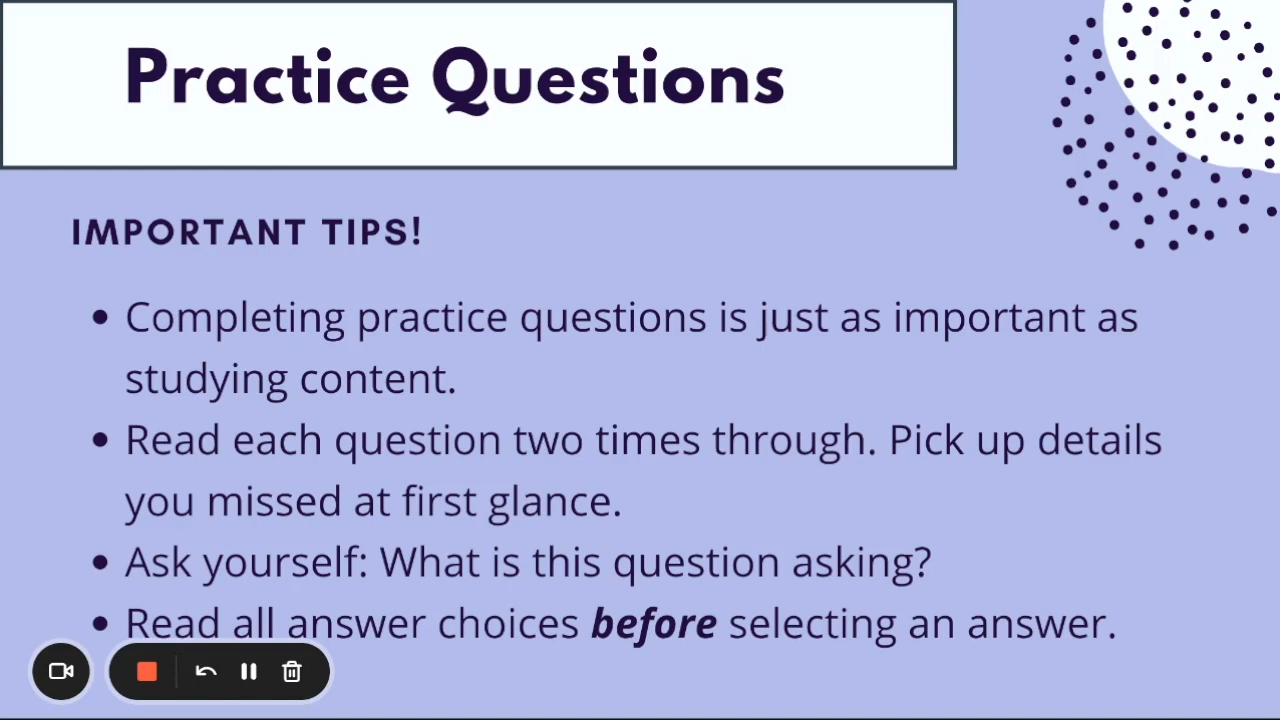 Practice Questions
IMPORTANT TIPS!
• Completing practice questions is just as important as
studying content.
• Read each question two times through. Pick up details
you missed at first glance.
• Ask yourself: What is this question asking?
• Read all answer choices before selecting an answer.